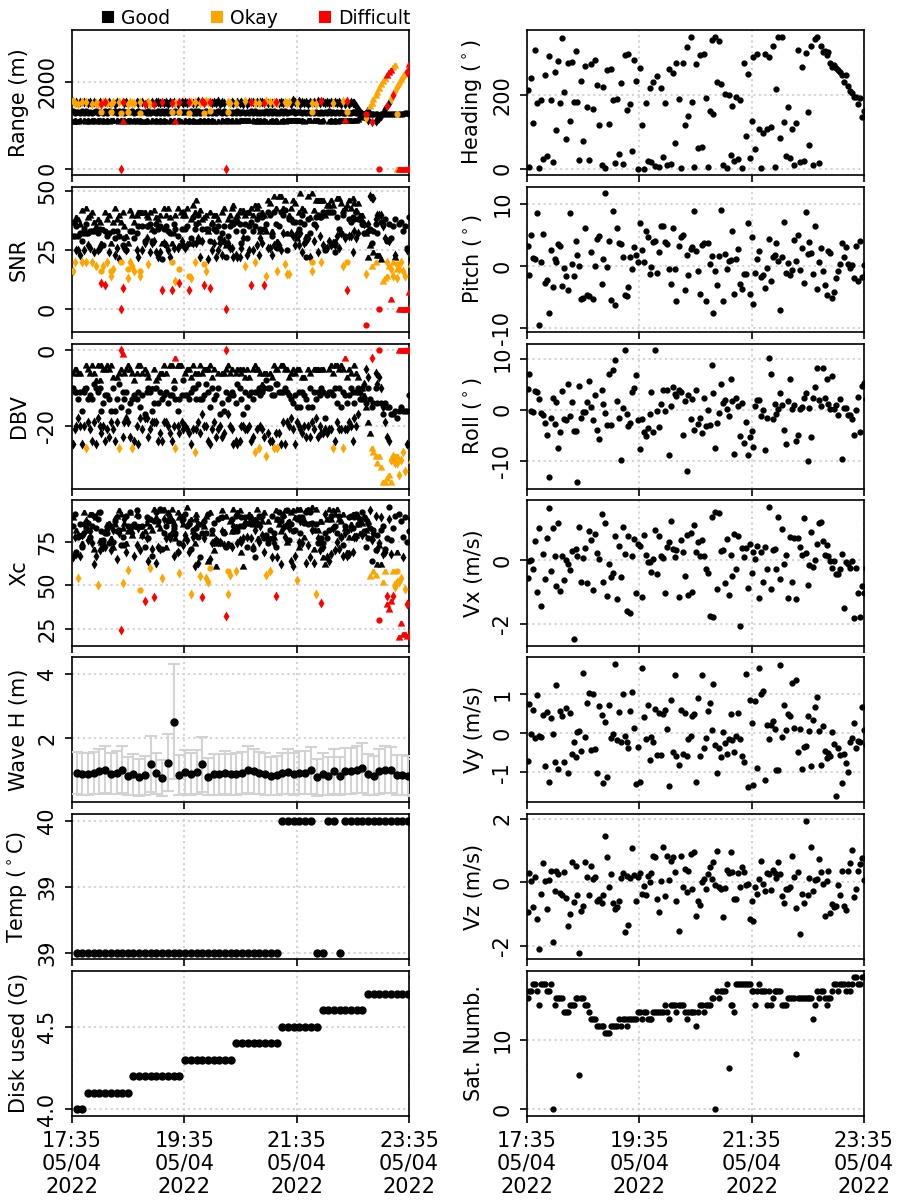 Good Okay Difficult
Range (m)
2000
0
Heading (°)
200
0
SNR
50
25
0
Pitch (°)
10
0
-10
DBV
0
-20
Roll (°)
10
0
-10
Xc
75
50
25
Vx (m/s)
0
-2
Wave H (m)
4
2
Vy (m/s)
1
0
-1
Temp (°C)
40
39
39
Vz (m/s)
2
0
-2
Disk used (G)
4.5
4.0
Sat. Numb.
10
0
17:35 19:35 21:35 23:35 17:35 19:35 21:35 23:35
05/04 05/04 05/04 05/04 05/04 05/04 05/04 05/04
2022 2022 2022 2022 2022 2022 2022 2022